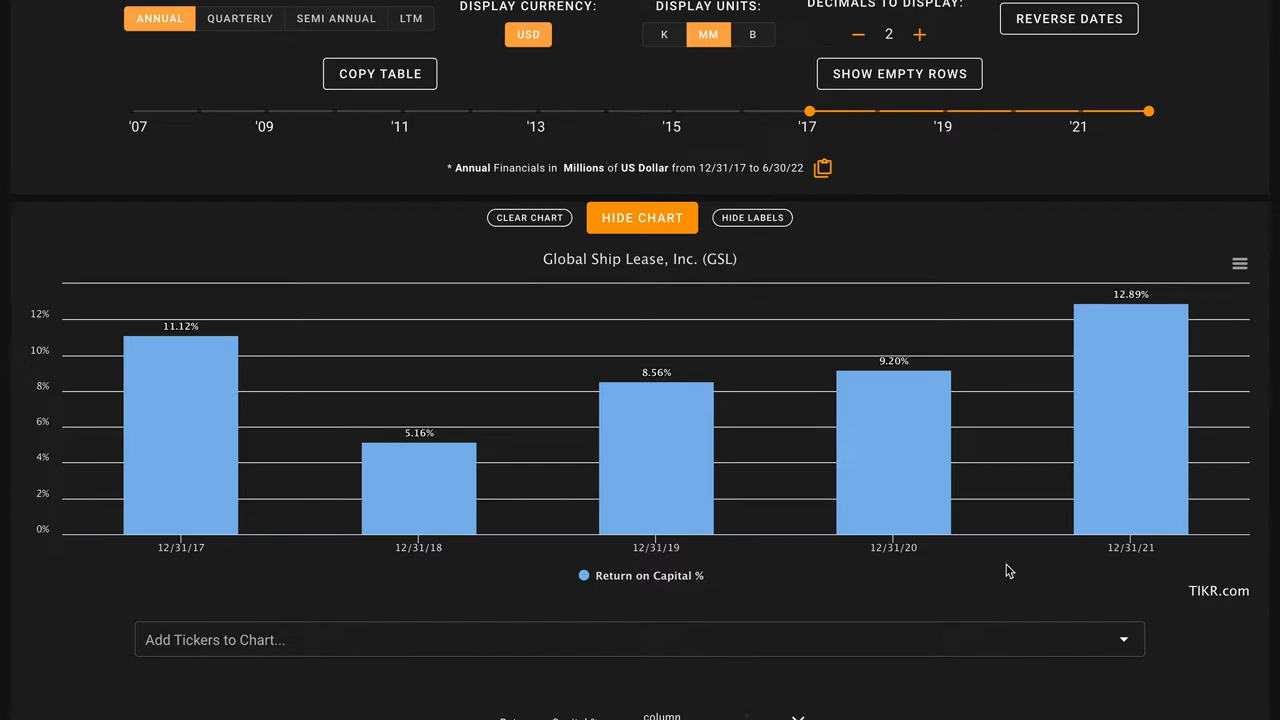 DISPLAY CURRENCY:
DISPLAY UNITS:
DECIMALS TO DISPLAY:
ANNUAL
QUARTERLY
SEMI ANNUAL
LTM
USD
K
MM
B
2
REVERSE DATES
COPY TABLE
SHOW EMPTY ROWS
'07
'09
'11
'13
'15
'17
'19
'21
* Annual Financials in Millions of US Dollar from 12/31/17 to 6/30/22
CLEAR CHART
HIDE CHART
HIDE LABELS
Global Ship Lease, Inc. (GSL)
12%
10%
8%
6%
4%
2%
0%
11.12%
5.16%
8.56%
9.20%
12.89%
12/31/17
12/31/18
12/31/19
12/31/20
12/31/21
Return on Capital %
TIKR.com
Add Tickers to Chart...
column